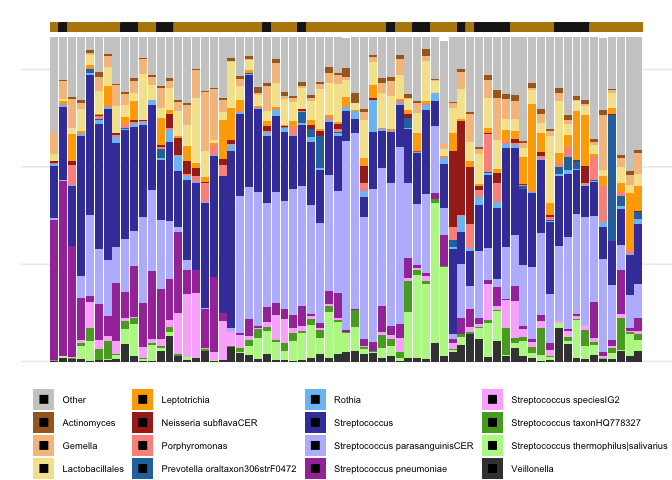 Other
Leptotrichia
Rothia
Streptococcus speciesIG2
Actinomyces
Neisseria subflavaCER
Streptococcus
Streptococcus taxonHQ778327
Gemella
Porphyromonas
Streptococcus parasanguinisCER
Streptococcus thermophilus|salivarius
Lactobacillales
Prevotella oraltaxon306strF0472
Streptococcus pneumoniae
Veillonella